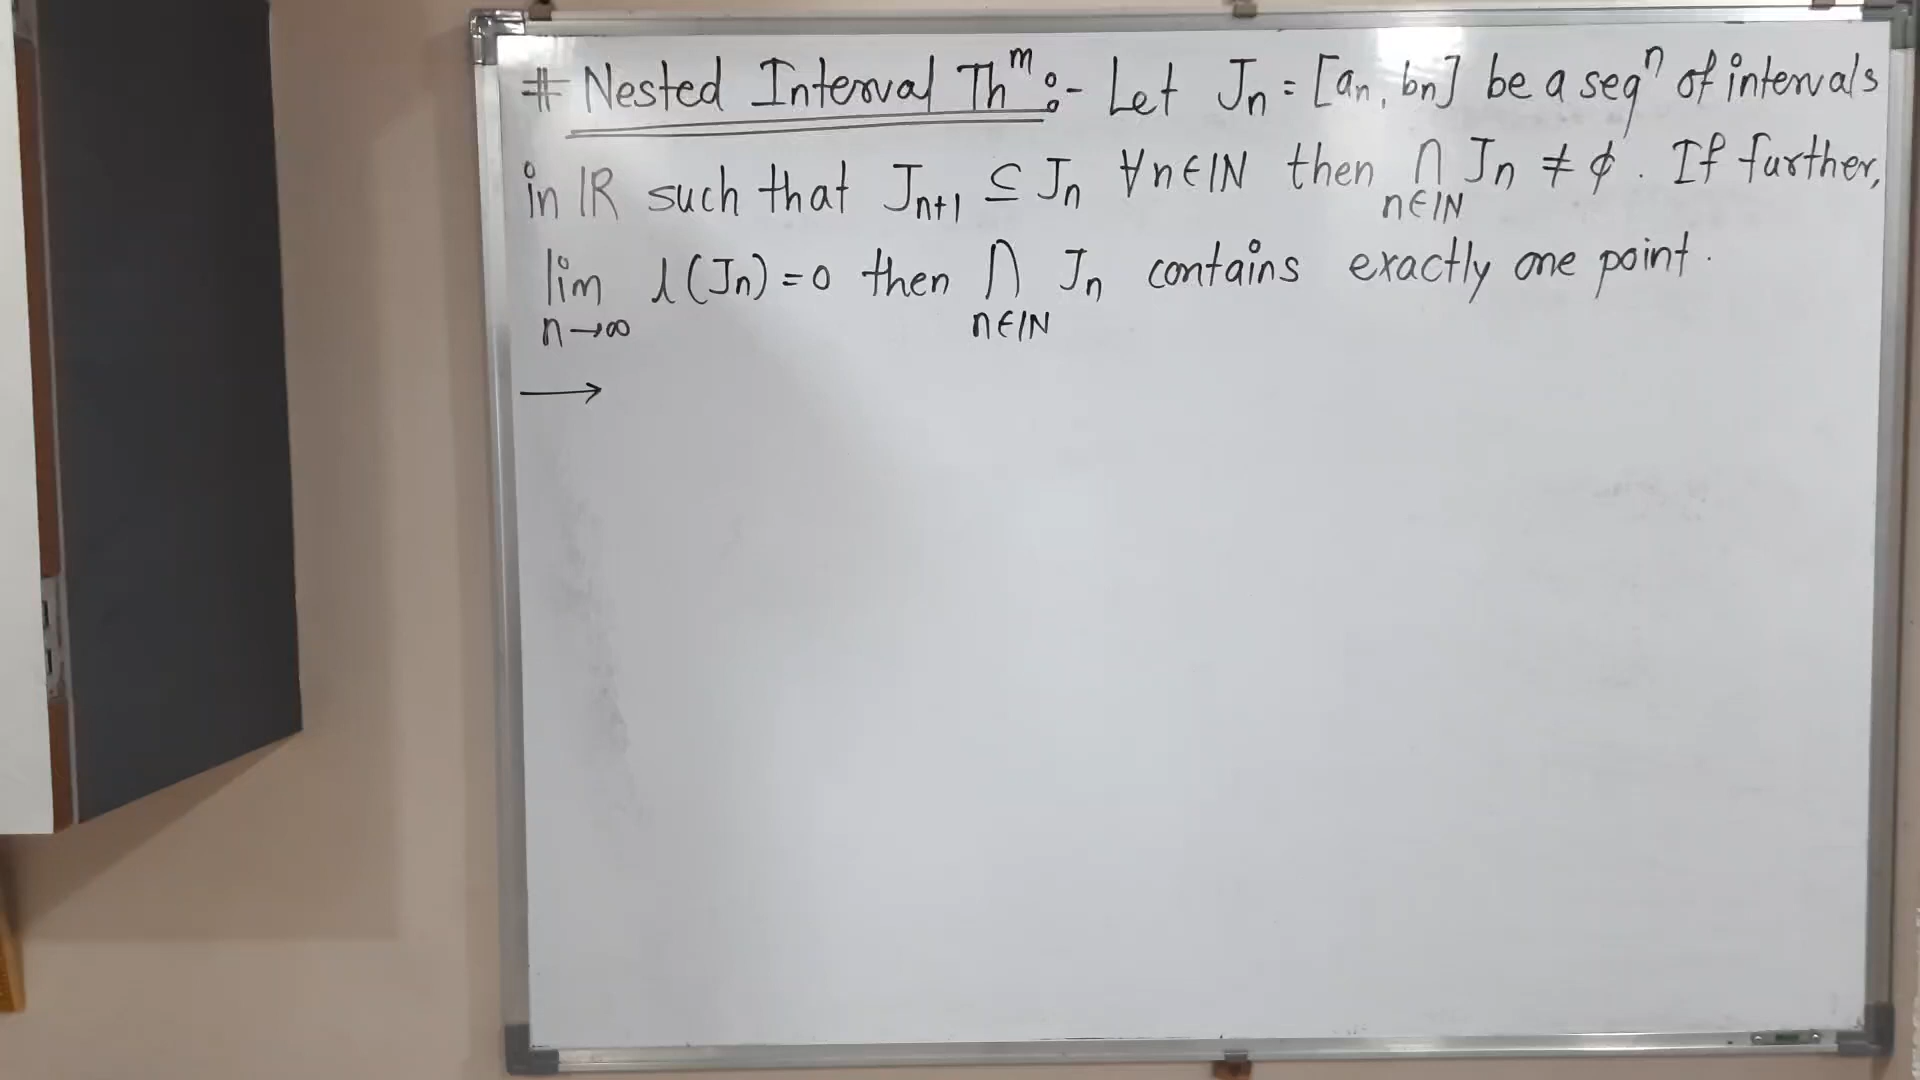 # Nested Interval Thᵐ :- Let Jₙ = [aₙ, bₙ] be a seqⁿ of intervals
in IR such that Jₙ₊₁ ⊆ Jₙ ∀n∈IN then ∩ Jₙ ≠ ϕ. If further,
n∈IN
lim l(Jₙ) = 0 then ∩ Jₙ contains exactly one point.
n→∞ n∈IN
→